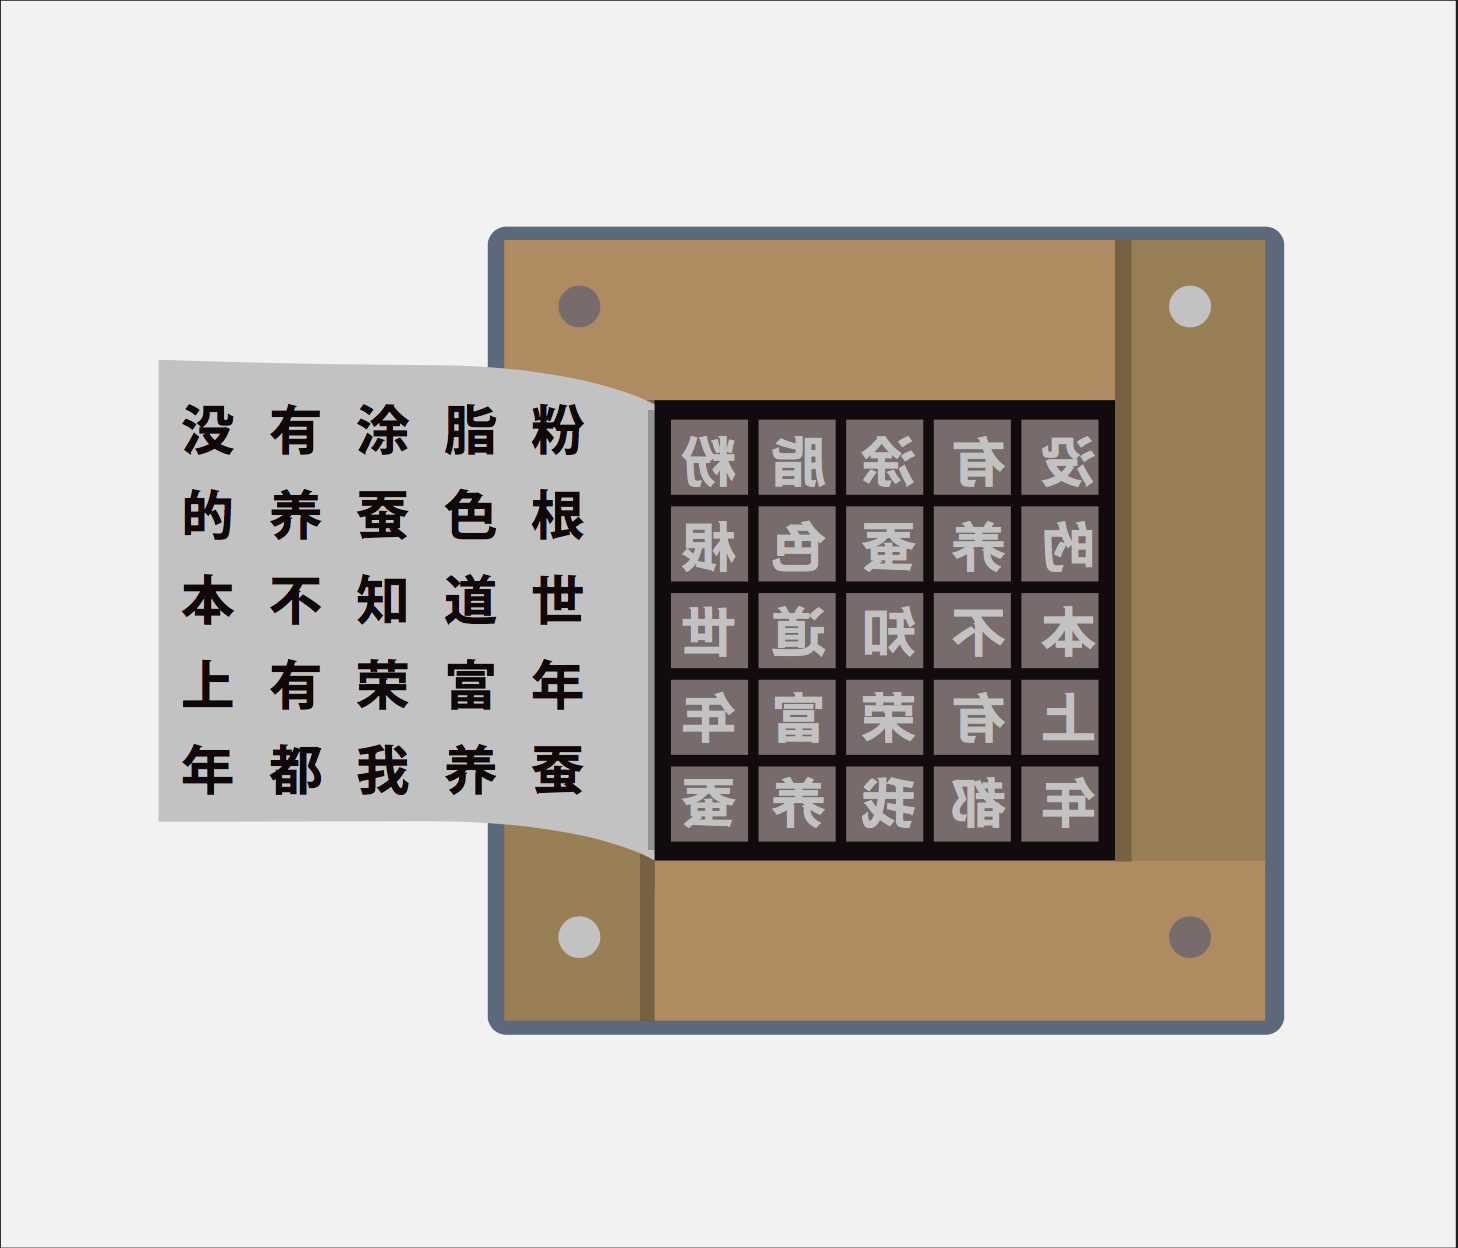 没有涂脂粉
的养蚕色根
本不知道世
上有荣富年
年都我养蚕
粉脂涂有没
根色蚕养的
世道知不本
年富荣有上
蚕养我都年